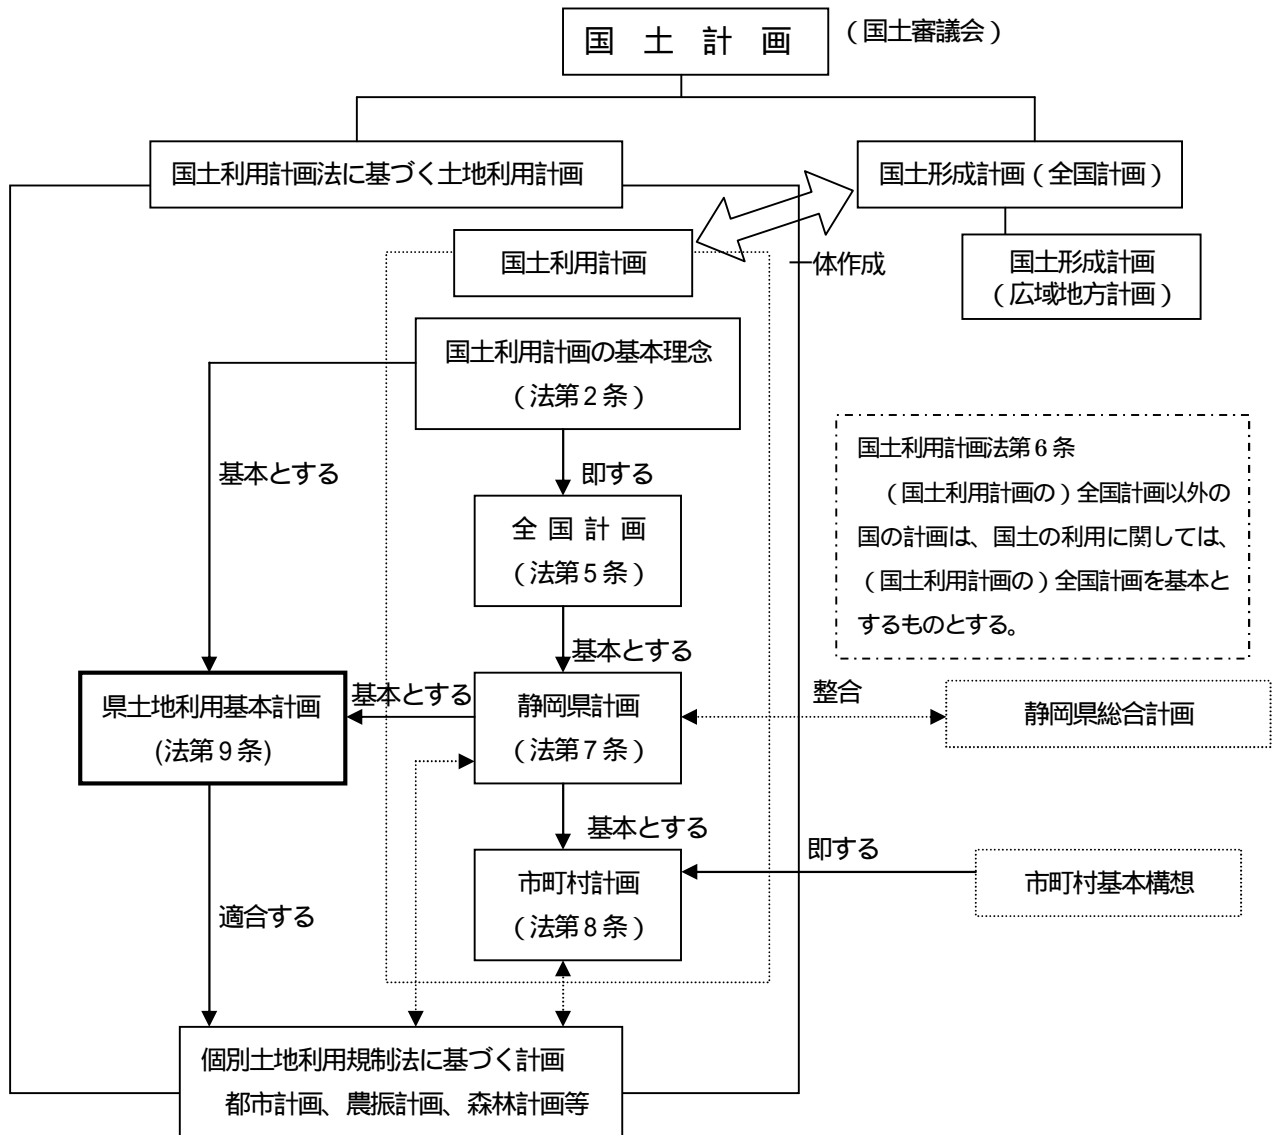 国 土 計 画
（国土審議会）
国土利用計画法に基づく土地利用計画
国土形成計画（全国計画）
国土利用計画
一体作成
国土形成計画
（広域地方計画）
国土利用計画の基本理念
（法第2条）
基本とする
即する
国土利用計画法第6条
（国土利用計画の）全国計画以外の
国の計画は、国土の利用に関しては、
（国土利用計画の）全国計画を基本と
するものとする。
全 国 計 画
（法第5条）
基本とする
県土地利用基本計画
(法第9条)
基本とする
静岡県計画
（法第7条）
整合
静岡県総合計画
基本とする
市町村計画
（法第8条）
即する
市町村基本構想
適合する
個別土地利用規制法に基づく計画
都市計画、農振計画、森林計画等